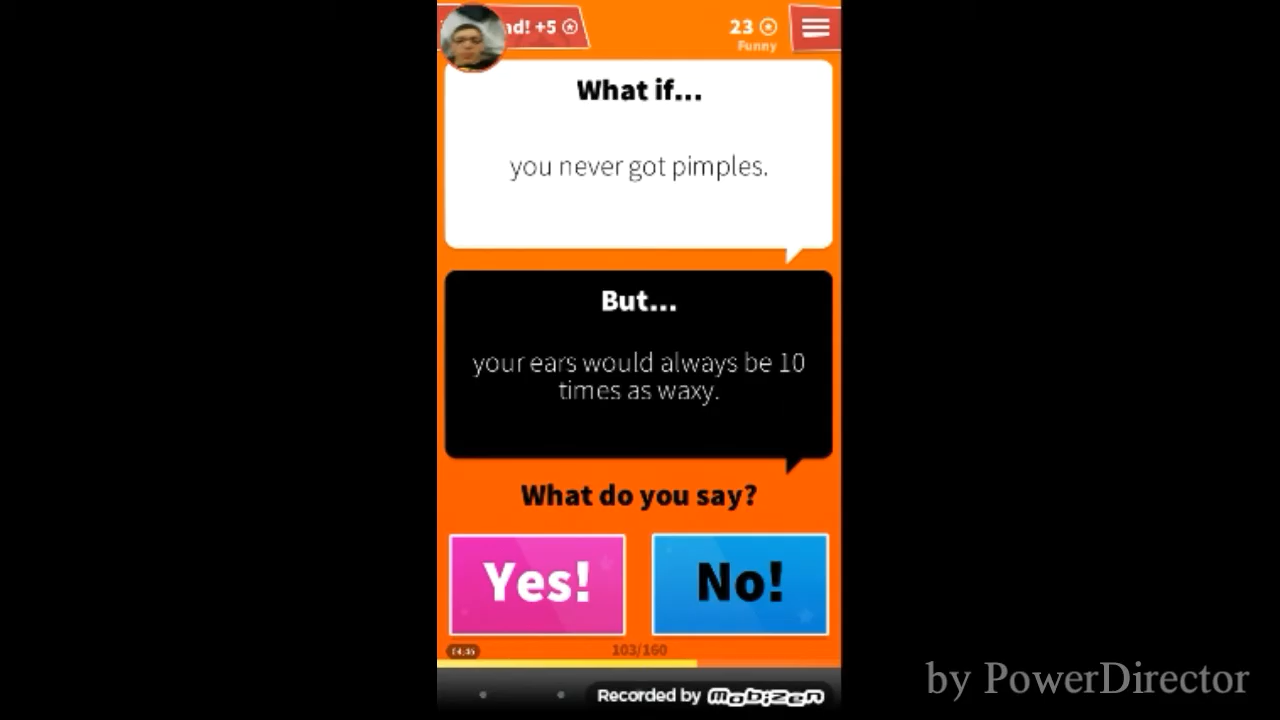 nd! +5
23
Funny
What if...
you never got pimples.
But...
your ears would always be 10
times as waxy.
What do you say?
Yes!
No!
103/160
Recorded by mobizen
by PowerDirector